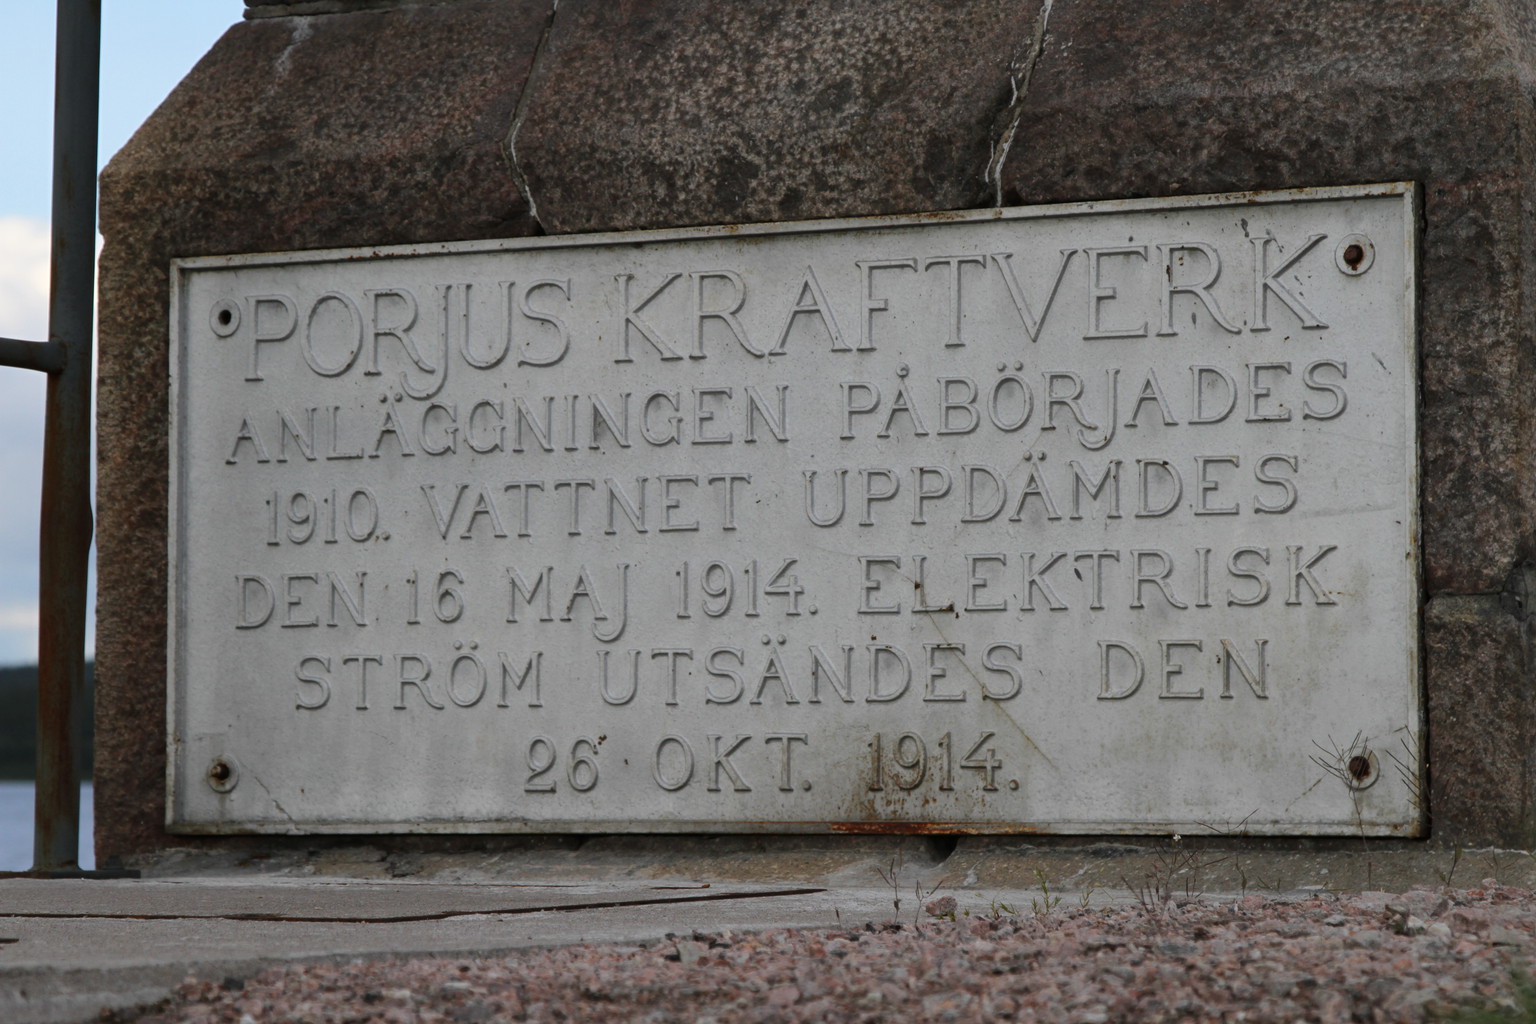 PORJUS KRAFTVERK
ANLÄGGNINGEN PÅBÖRJADES
1910. VATTNET UPPDÄMDES
DEN 16 MAJ 1914. ELEKTRISK
STRÖM UTSÄNDES DEN
26 OKT. 1914.